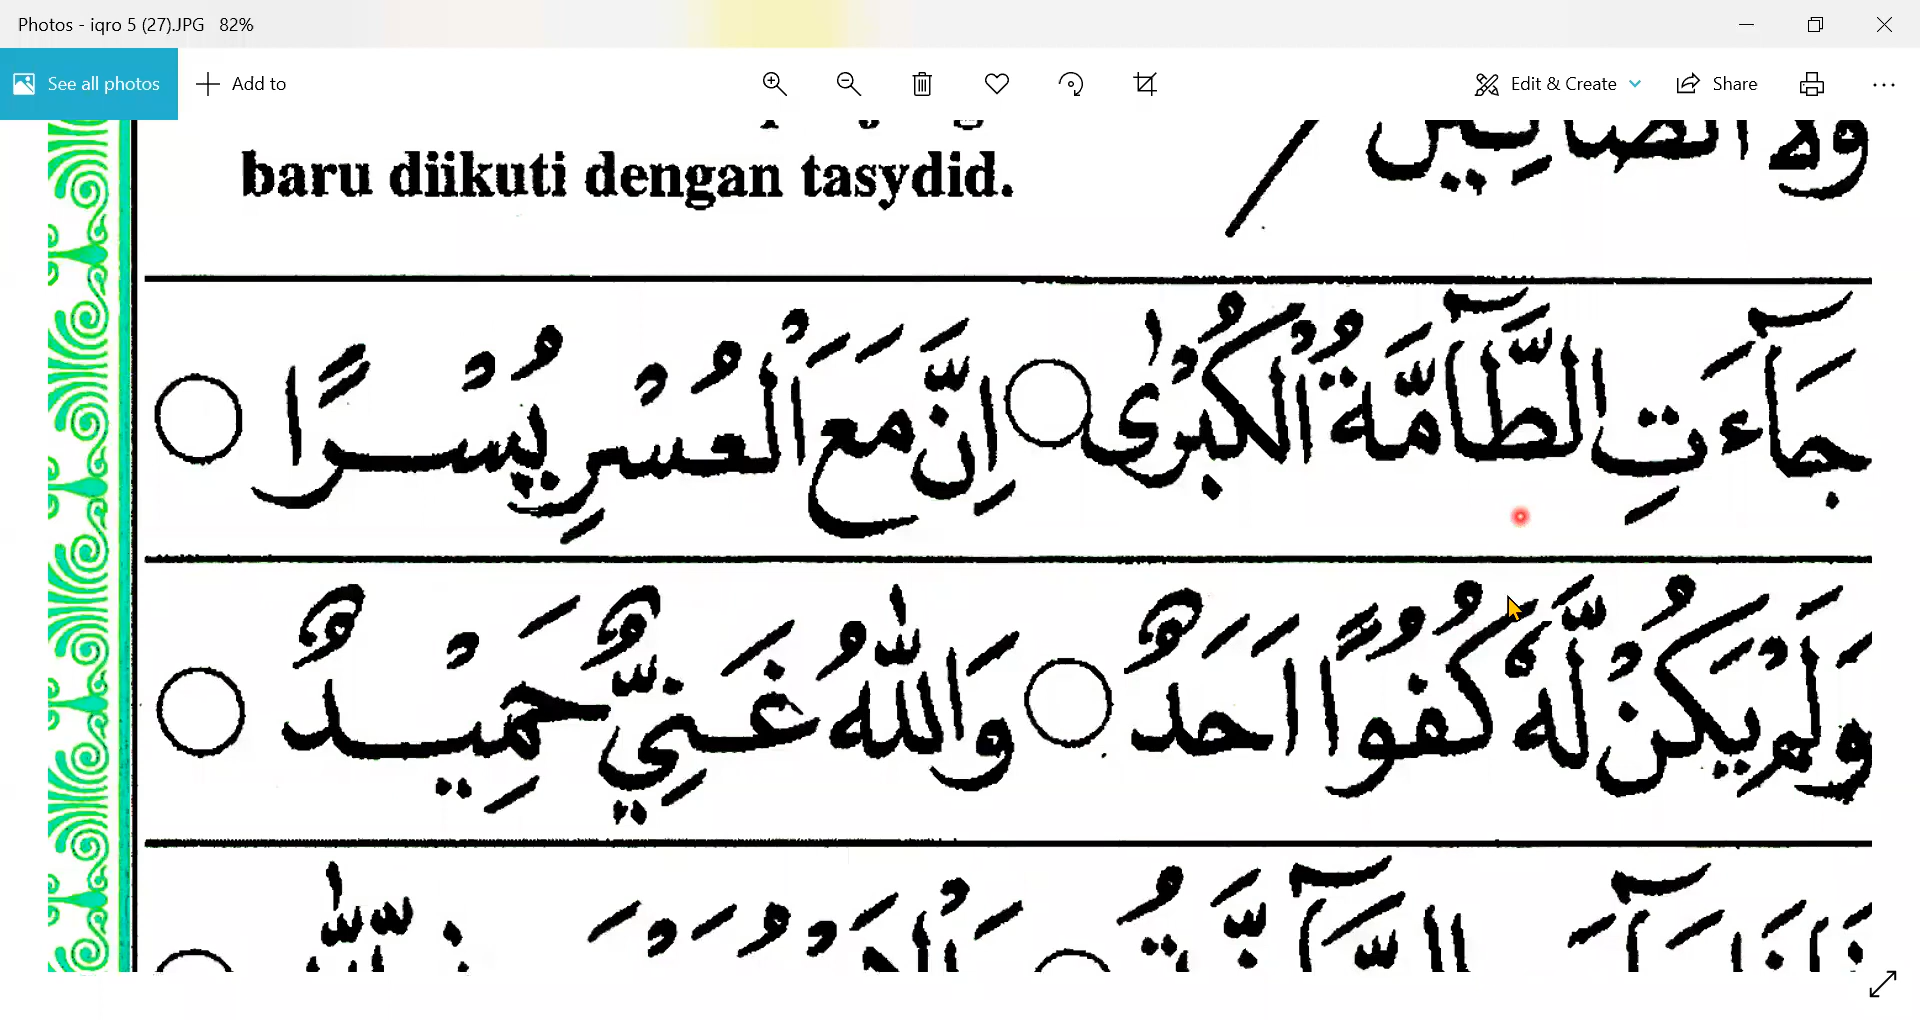 Photos - iqro 5 (27).JPG 82%
See all photos
Add to
Edit & Create
Share
baru diikuti dengan tasydid.
جَآءَتِ الطَّآمَّةُ الْكُبْرٰى ○ اِنَّ مَعَ الْعُسْرِ يُسْرًا ○
وَلَمْ يَكُنْ لَّهٗ كُفُوًا اَحَدٌ ○ وَاللّٰهُ غَنِيٌّ حَمِيْدٌ ○